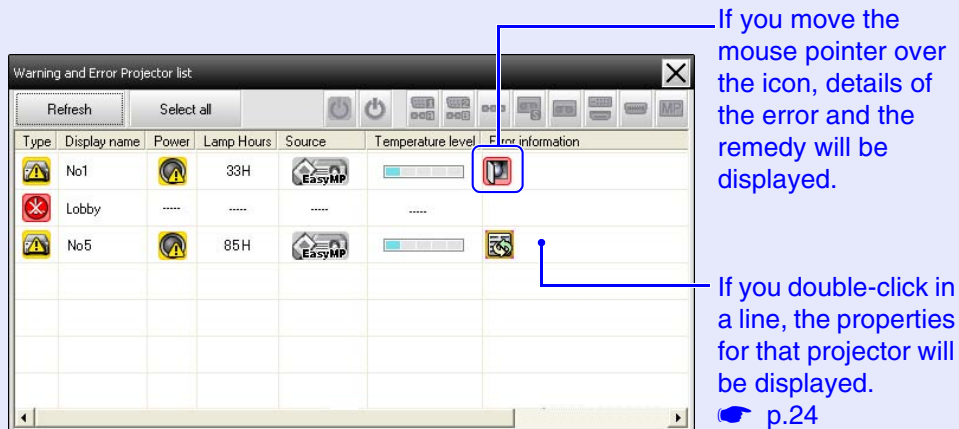 If you move the
mouse pointer over
the icon, details of
the error and the
remedy will be
displayed.
Warning and Error Projector list
Refresh Select all MP
Type Display name Power Lamp Hours Source Temperature level Error information
No1 33H EasyMP
Lobby ----- ----- ----- -----
No5 85H EasyMP
If you double-click in
a line, the properties
for that projector will
be displayed.
☛ p.24